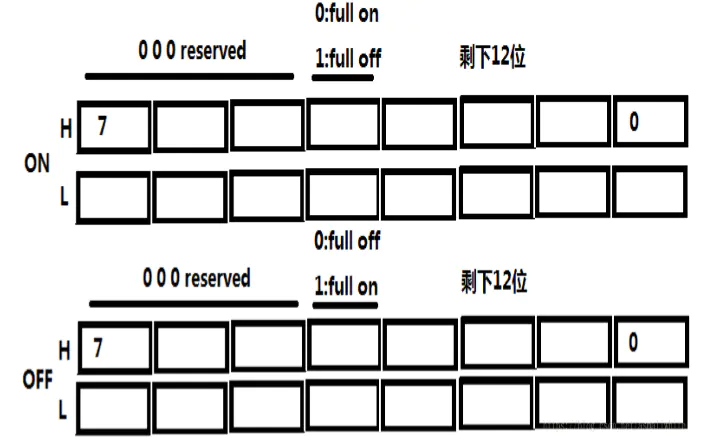 0:full on
0 0 0 reserved 1:full off 剩下12位
H 7 0
ON
L
0:full off
0 0 0 reserved 1:full on 剩下12位
H 7 0
OFF
L